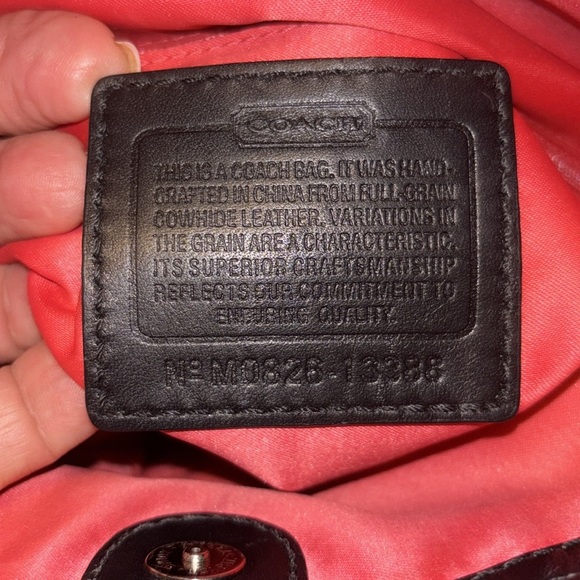 COACH
THIS IS A COACH BAG. IT WAS HAND-
CRAFTED IN CHINA FROM FULL-GRAIN
COWHIDE LEATHER. VARIATIONS IN
THE GRAIN ARE A CHARACTERISTIC.
ITS SUPERIOR CRAFTSMANSHIP
REFLECTS OUR COMMITMENT TO
ENDURING QUALITY.
Nº M0826-13386